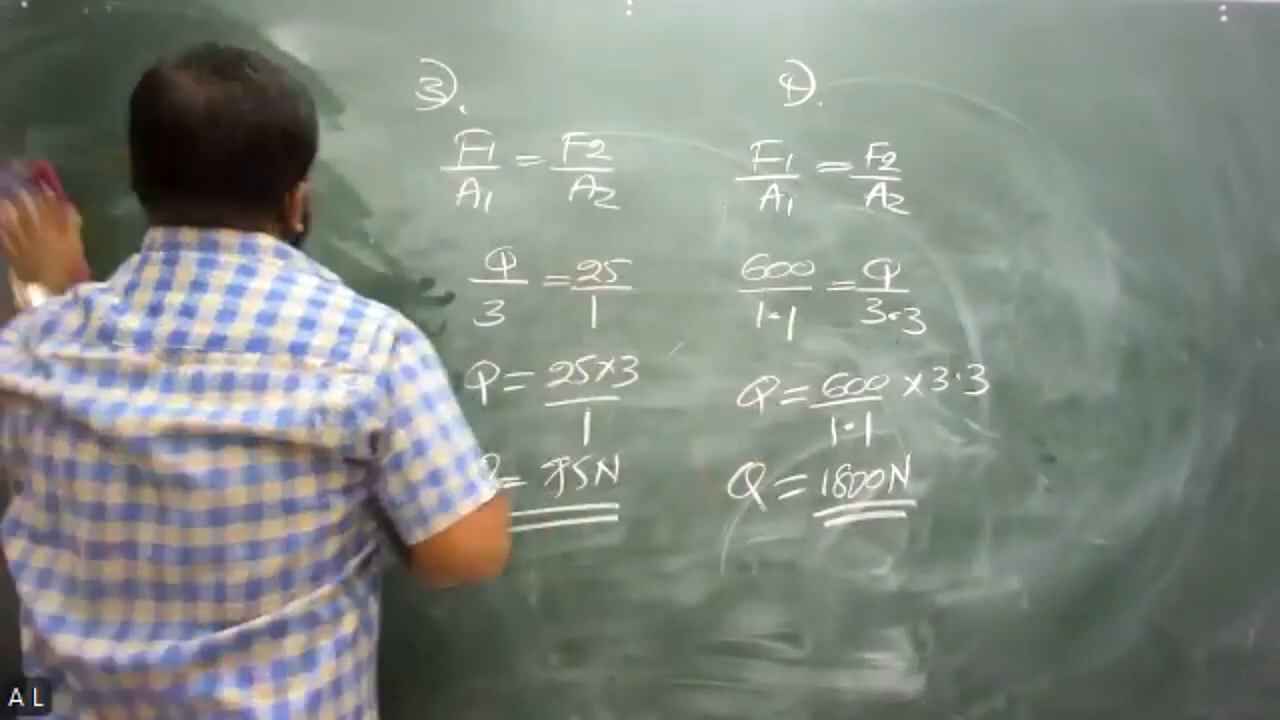 3).
F1/A1 = F2/A2
Q/3 = 25/1
Q = 25×3/1
= 75N
4).
F1/A1 = F2/A2
600/1.1 = Q/3.3
Q = 600/1.1 × 3.3
Q = 1800N
A L